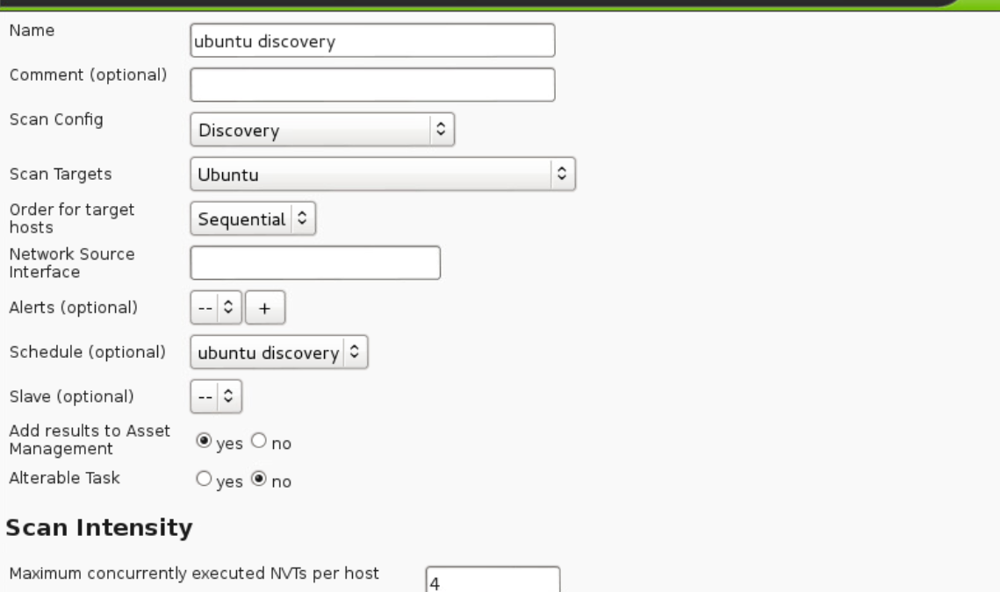 Name
ubuntu discovery
Comment (optional)
Scan Config
Discovery
Scan Targets
Ubuntu
Order for target
hosts
Sequential
Network Source
Interface
Alerts (optional)
--
+
Schedule (optional)
ubuntu discovery
Slave (optional)
--
Add results to Asset
Management
yes no
Alterable Task
yes no
Scan Intensity
Maximum concurrently executed NVTs per host
4